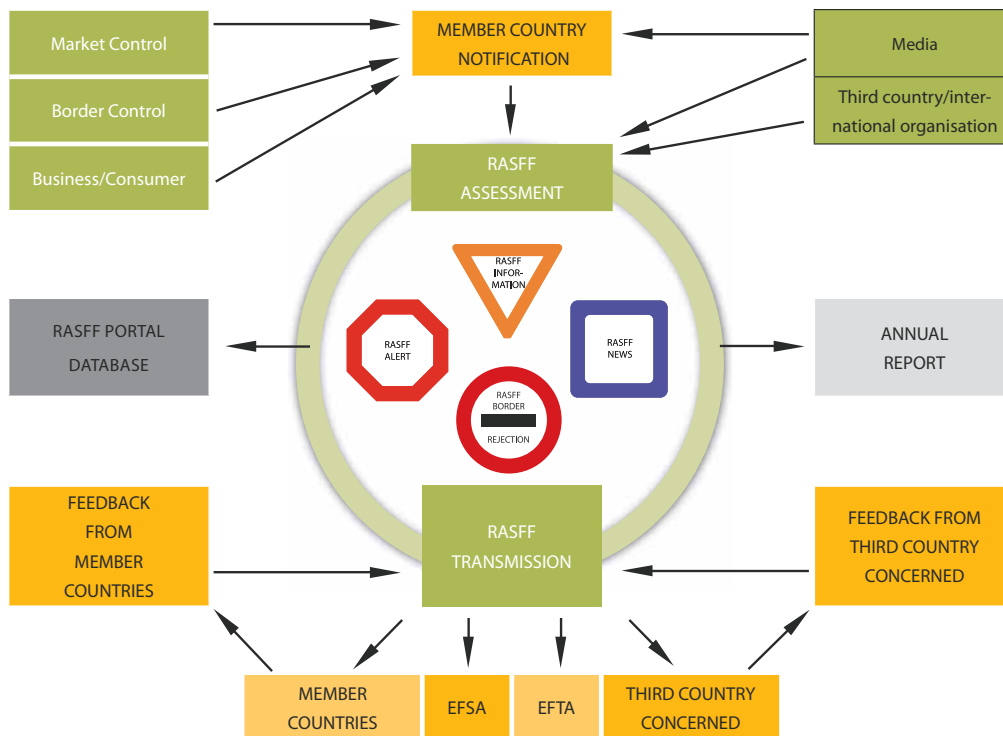 Market Control
Border Control
Business/Consumer
MEMBER COUNTRY
NOTIFICATION
Media
Third country/inter-
national organisation
RASFF
ASSESSMENT
RASFF
INFOR-
MATION
RASFF
ALERT
RASFF
NEWS
RASFF
BORDER
REJECTION
RASFF PORTAL
DATABASE
ANNUAL
REPORT
FEEDBACK
FROM
MEMBER
COUNTRIES
RASFF
TRANSMISSION
FEEDBACK FROM
THIRD COUNTRY
CONCERNED
MEMBER
COUNTRIES
EFSA
EFTA
THIRD COUNTRY
CONCERNED